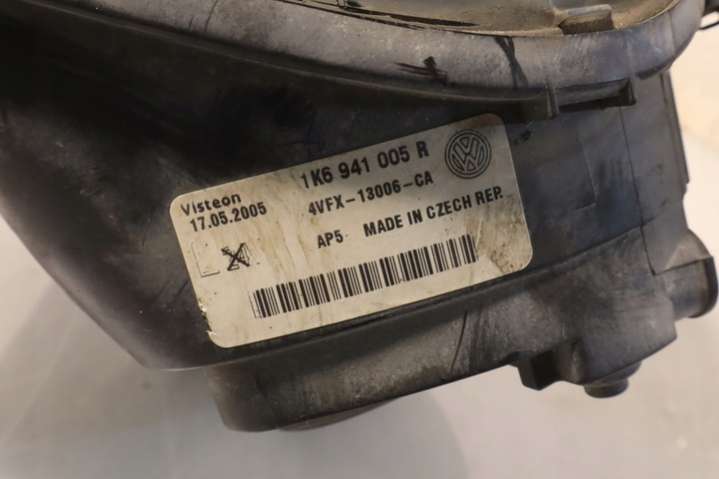 Visteon 1K6 941 005 R
17.05.2005 4VFX-13006-CA
AP5 MADE IN CZECH REP.
L X